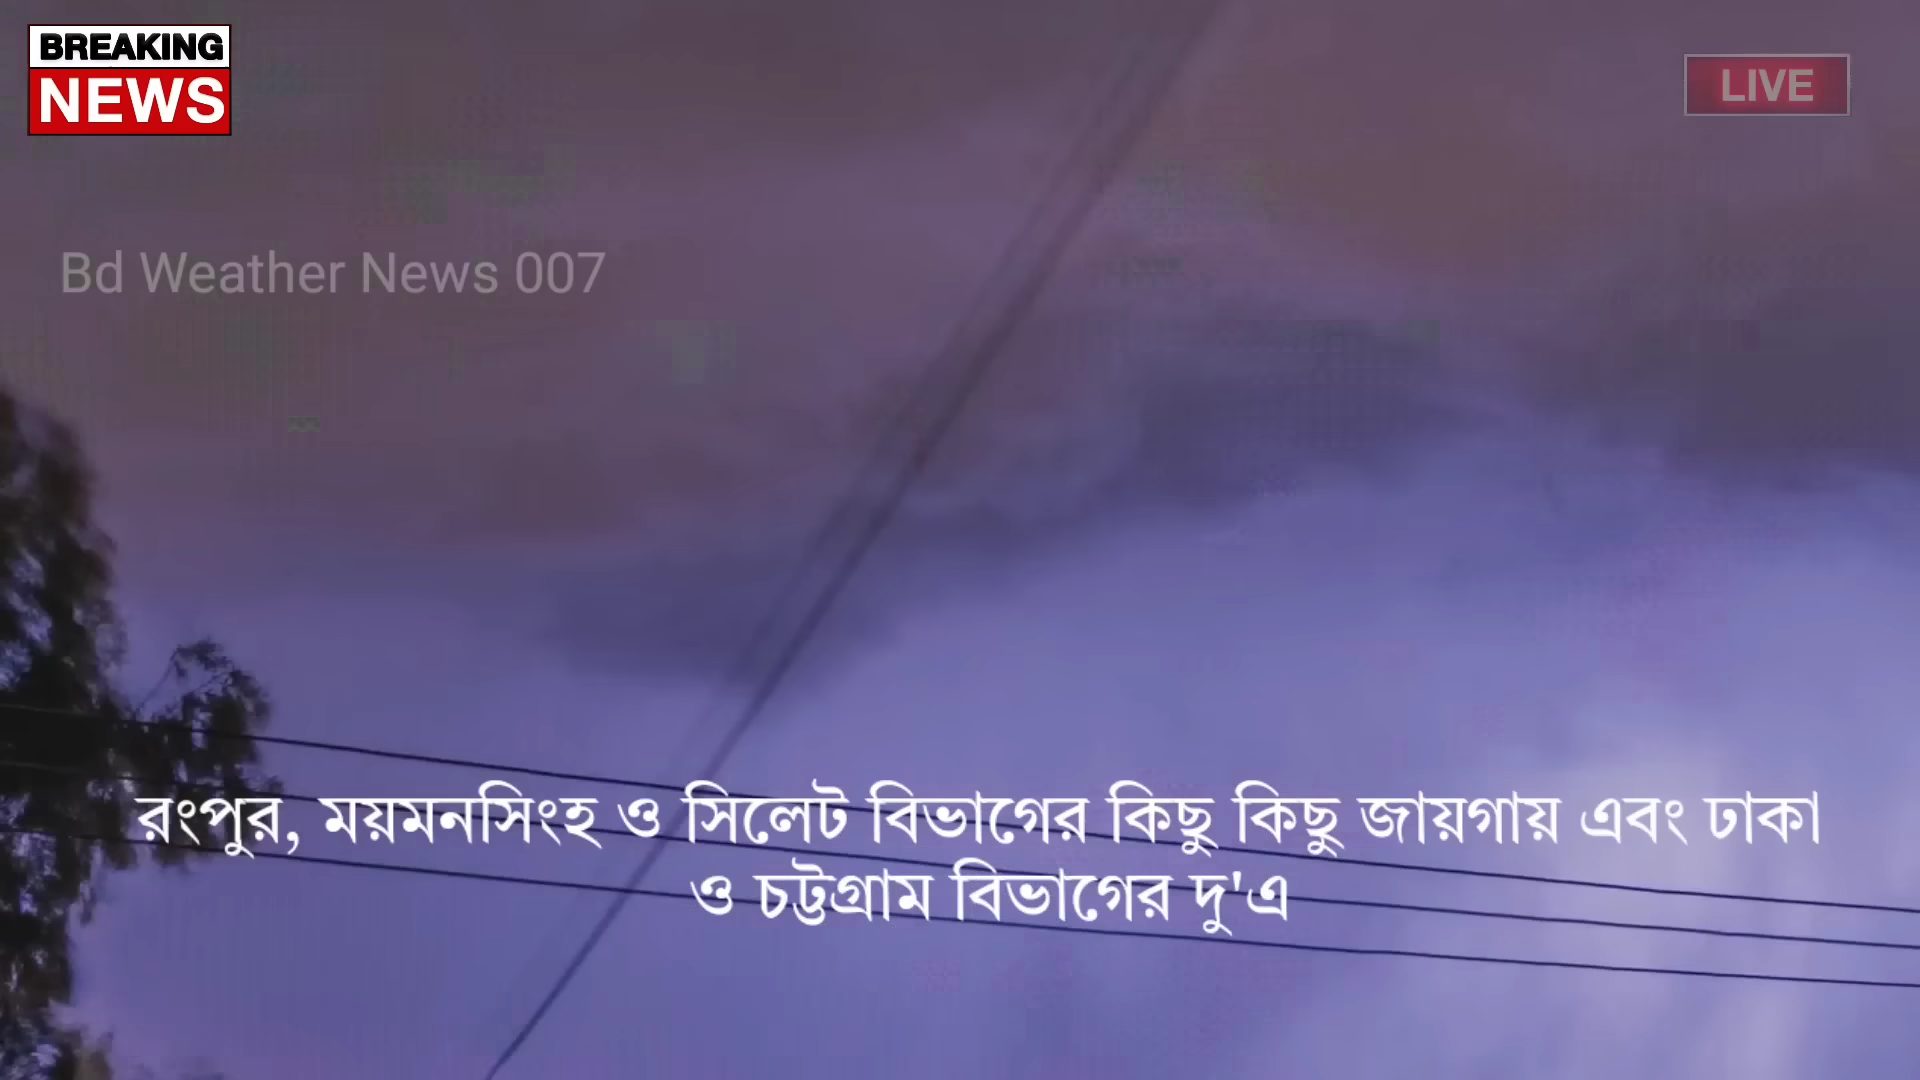 BREAKING
NEWS
LIVE
Bd Weather News 007
রংপুর, ময়মনসিংহ ও সিলেট বিভাগের কিছু কিছু জায়গায় এবং ঢাকা
ও চট্টগ্রাম বিভাগের দু'এ